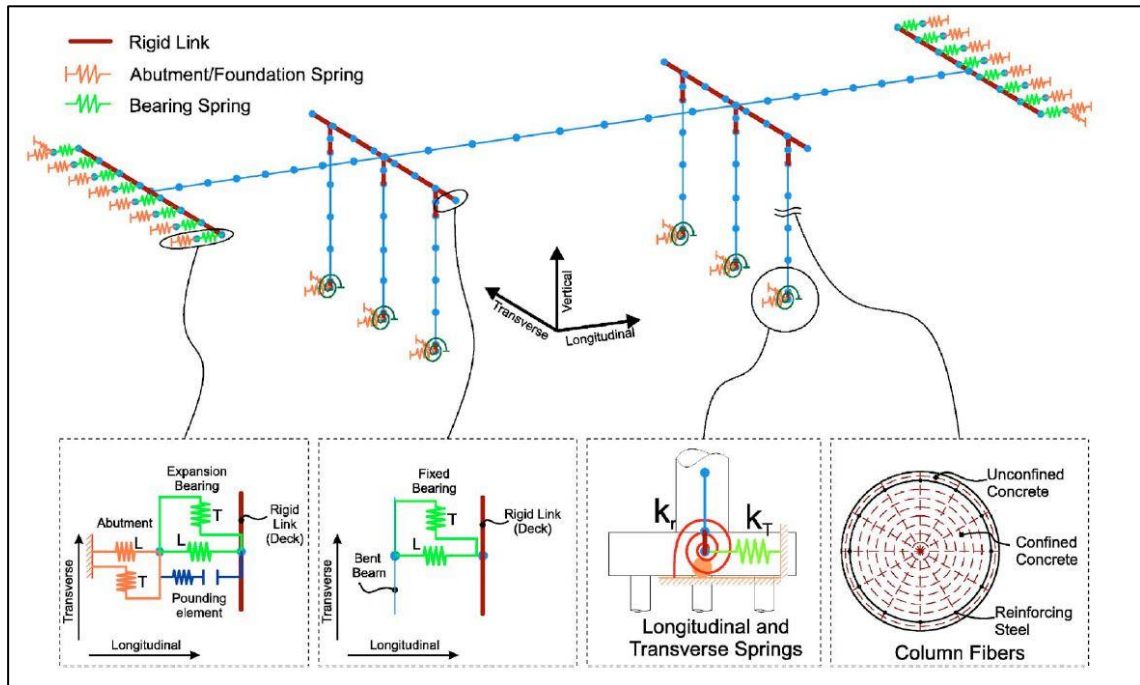 Rigid Link
Abutment/Foundation Spring
Bearing Spring
Vertical
Transverse
Longitudinal
Expansion
Bearing
Abutment
T
Rigid
Link
(Deck)
L
L
T
Pounding
element
Transverse
Longitudinal
Fixed
Bearing
T
Rigid Link
(Deck)
L
Bent
Beam
Transverse
Longitudinal
kr
kT
Longitudinal and
Transverse Springs
Unconfined
Concrete
Confined
Concrete
Reinforcing
Steel
Column Fibers